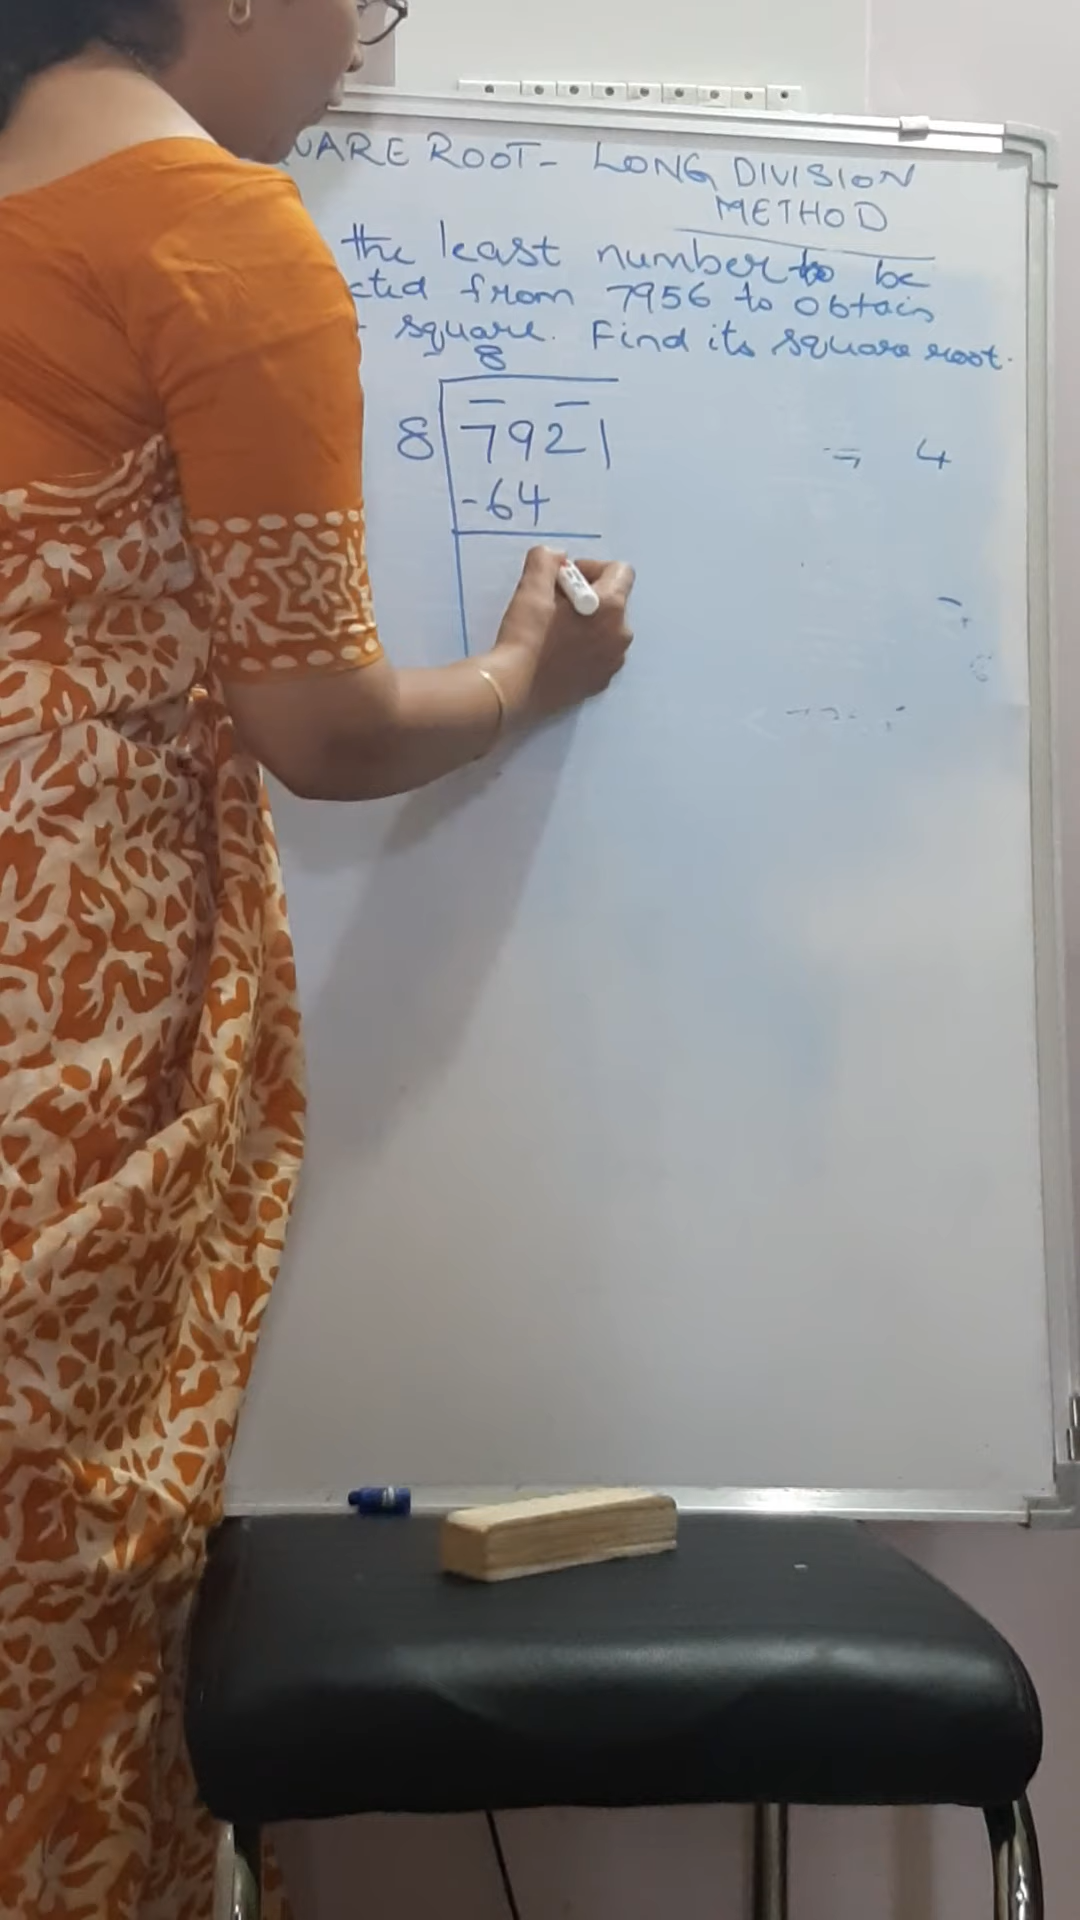 UARE ROOT - LONG DIVISION
METHOD
the least number to be
cted from 7956 to obtain
square. Find its square root.
8
8 7921 = 4
-64